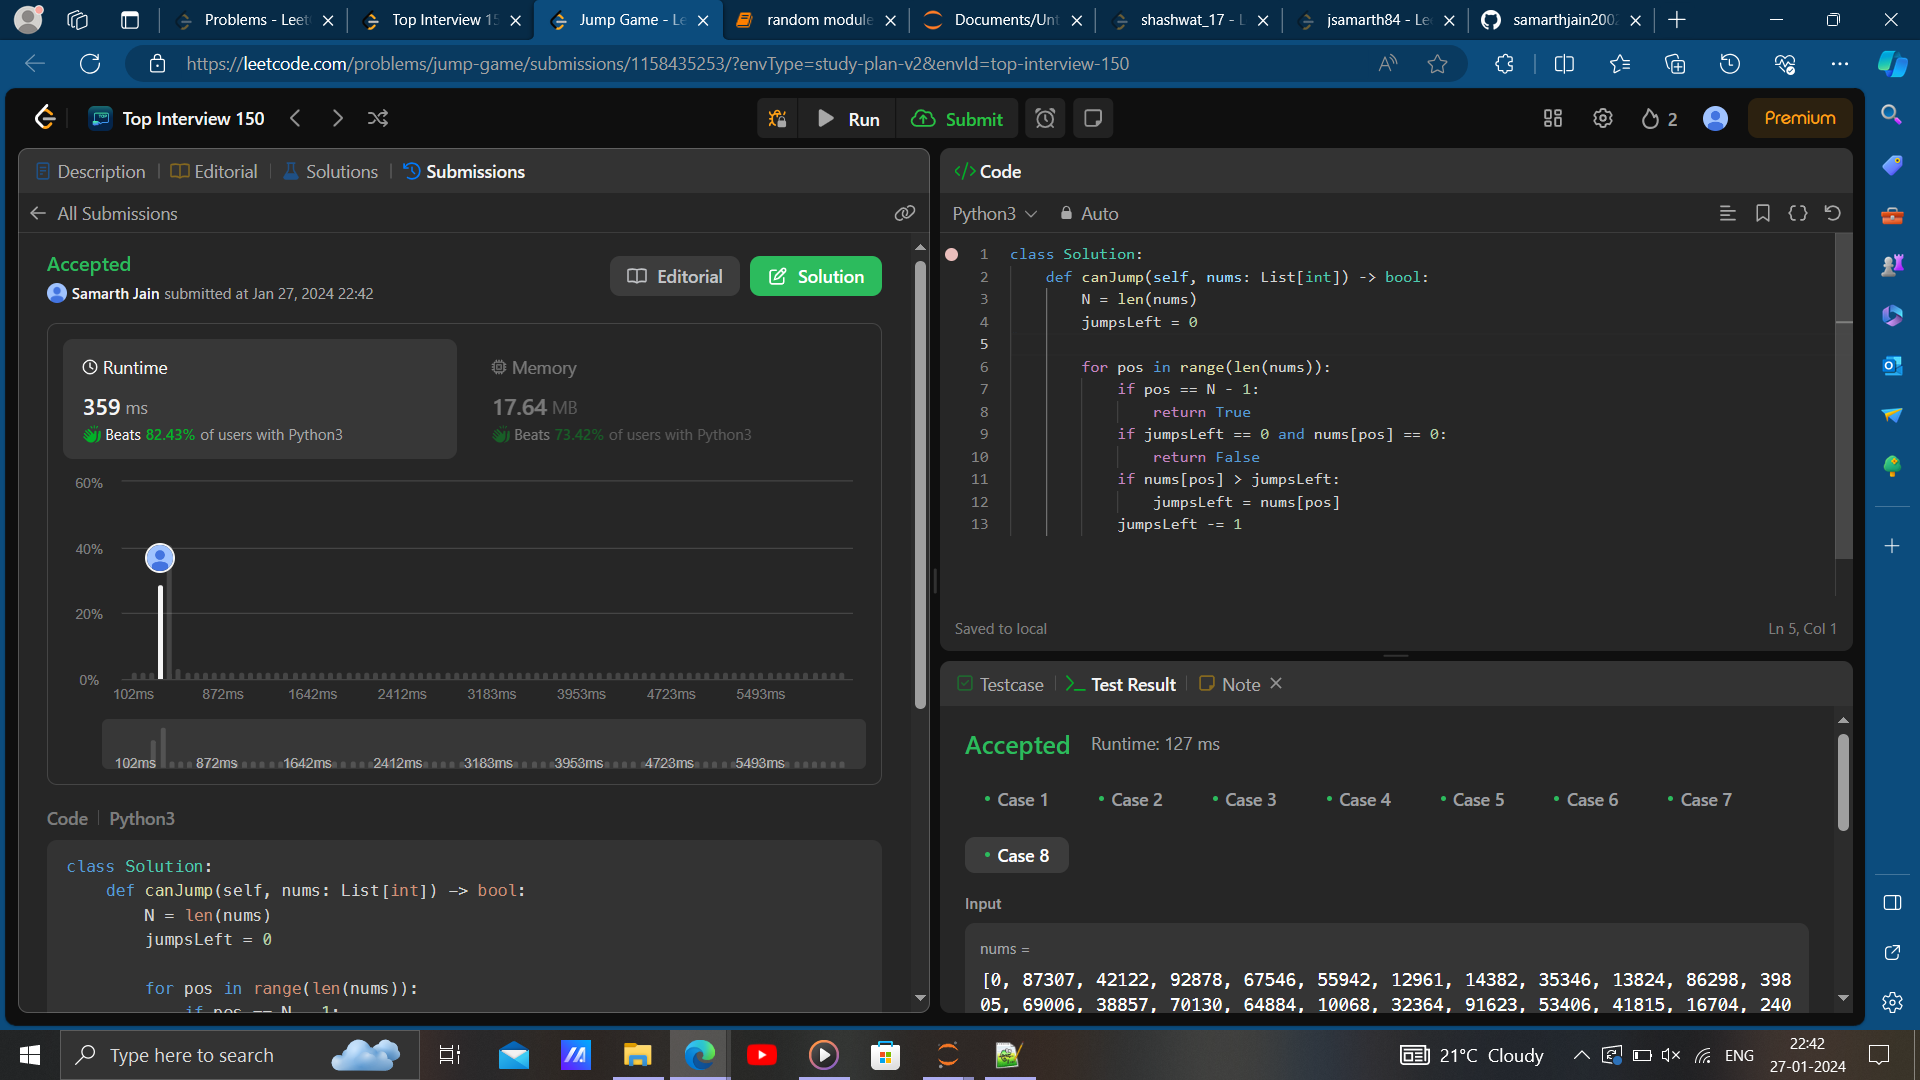 Problems - Leet
Top Interview 15
Jump Game - Le
random module
Documents/Unt
shashwat_17 - L
jsamarth84 - Le
samarthjain200
https://leetcode.com/problems/jump-game/submissions/1158435253/?envType=study-plan-v2&envId=top-interview-150
Top Interview 150
Run
Submit
2
Premium
Description
Editorial
Solutions
Submissions
All Submissions
Accepted
Samarth Jain submitted at Jan 27, 2024 22:42
Editorial
Solution
Runtime
359 ms
Beats 82.43% of users with Python3
Memory
17.64 MB
Beats 73.42% of users with Python3
60%
40%
20%
0%
102ms 872ms 1642ms 2412ms 3183ms 3953ms 4723ms 5493ms
102ms 872ms 1642ms 2412ms 3183ms 3953ms 4723ms 5493ms
Code | Python3
class Solution:
    def canJump(self, nums: List[int]) -> bool:
        N = len(nums)
        jumpsLeft = 0
        for pos in range(len(nums)):
            if pos == N - 1:
</> Code
Python3
Auto
1 class Solution:
2     def canJump(self, nums: List[int]) -> bool:
3         N = len(nums)
4         jumpsLeft = 0
5
6         for pos in range(len(nums)):
7             if pos == N - 1:
8                 return True
9             if jumpsLeft == 0 and nums[pos] == 0:
10                 return False
11             if nums[pos] > jumpsLeft:
12                 jumpsLeft = nums[pos]
13             jumpsLeft -= 1
Saved to local
Ln 5, Col 1
Testcase
Test Result
Note
Accepted Runtime: 127 ms
Case 1 Case 2 Case 3 Case 4 Case 5 Case 6 Case 7
Case 8
Input
nums =
[0, 87307, 42122, 92878, 67546, 55942, 12961, 14382, 35346, 13824, 86298, 398
05, 69006, 38857, 70130, 64884, 10068, 32364, 91623, 53406, 41815, 16704, 240
Type here to search
21°C Cloudy
ENG
22:42
27-01-2024